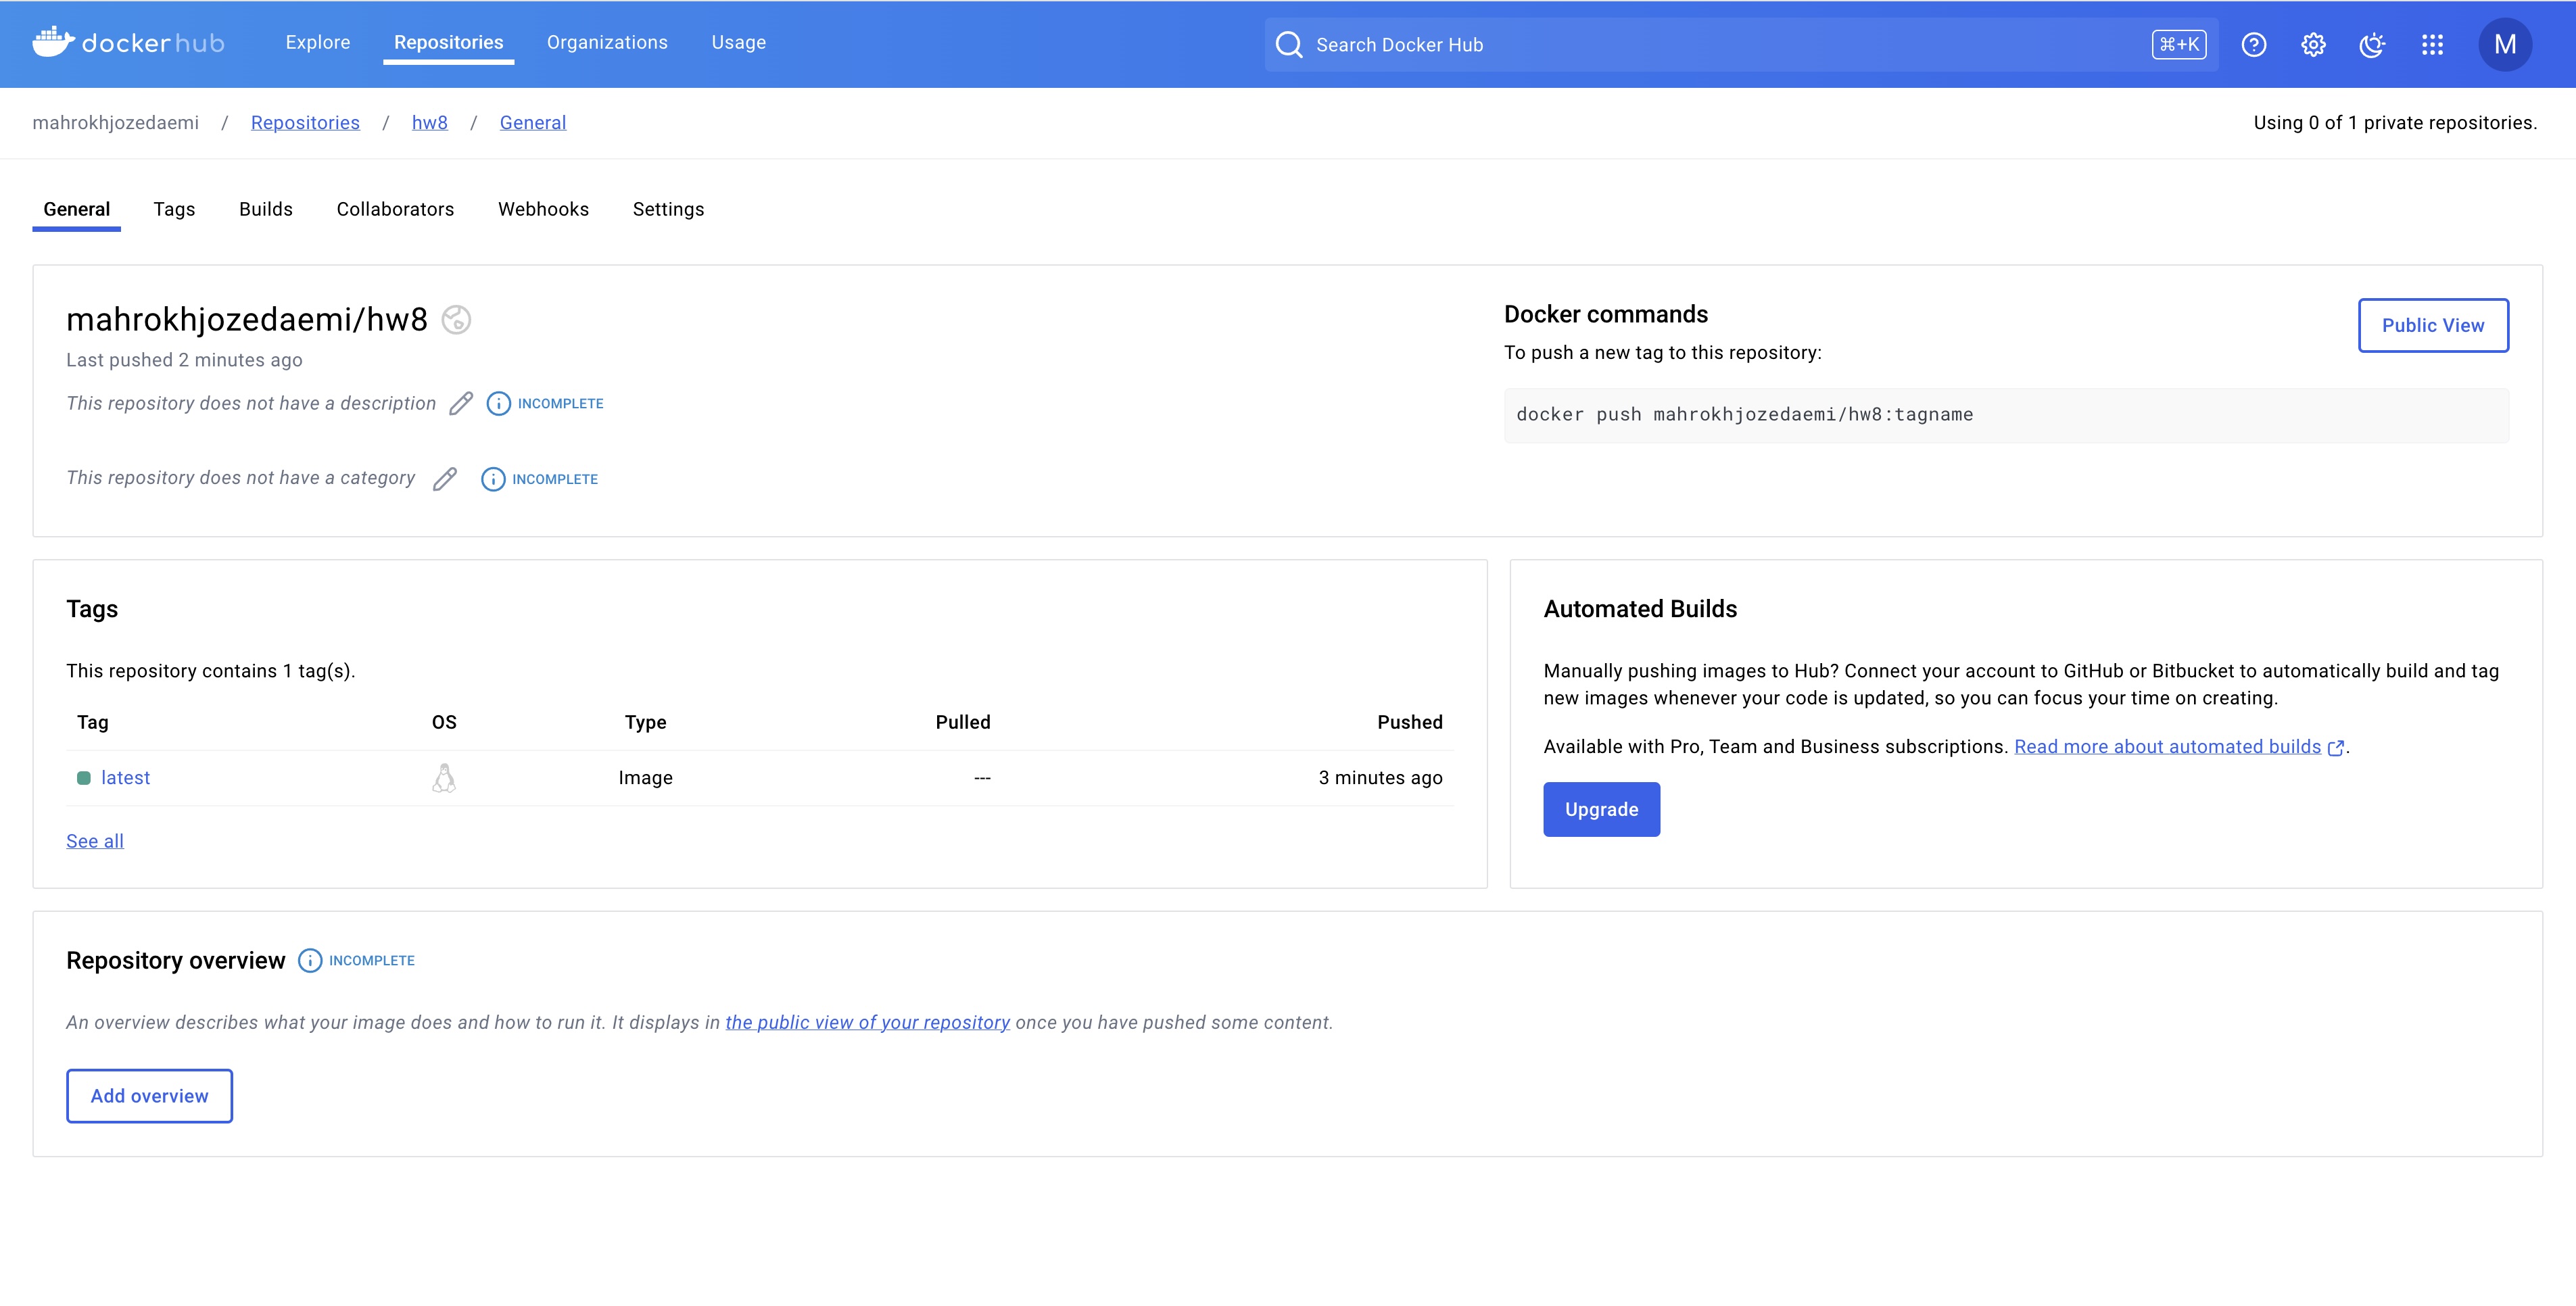 dockerhub Explore Repositories Organizations Usage Search Docker Hub ⌘+K M
mahrokhjozedaemi / Repositories / hw8 / General Using 0 of 1 private repositories.
General Tags Builds Collaborators Webhooks Settings
mahrokhjozedaemi/hw8
Last pushed 2 minutes ago
This repository does not have a description INCOMPLETE
This repository does not have a category INCOMPLETE
Docker commands
Public View
To push a new tag to this repository:
docker push mahrokhjozedaemi/hw8:tagname
Tags
This repository contains 1 tag(s).
Tag OS Type Pulled Pushed
latest Image --- 3 minutes ago
See all
Automated Builds
Manually pushing images to Hub? Connect your account to GitHub or Bitbucket to automatically build and tag
new images whenever your code is updated, so you can focus your time on creating.
Available with Pro, Team and Business subscriptions. Read more about automated builds.
Upgrade
Repository overview INCOMPLETE
An overview describes what your image does and how to run it. It displays in the public view of your repository once you have pushed some content.
Add overview